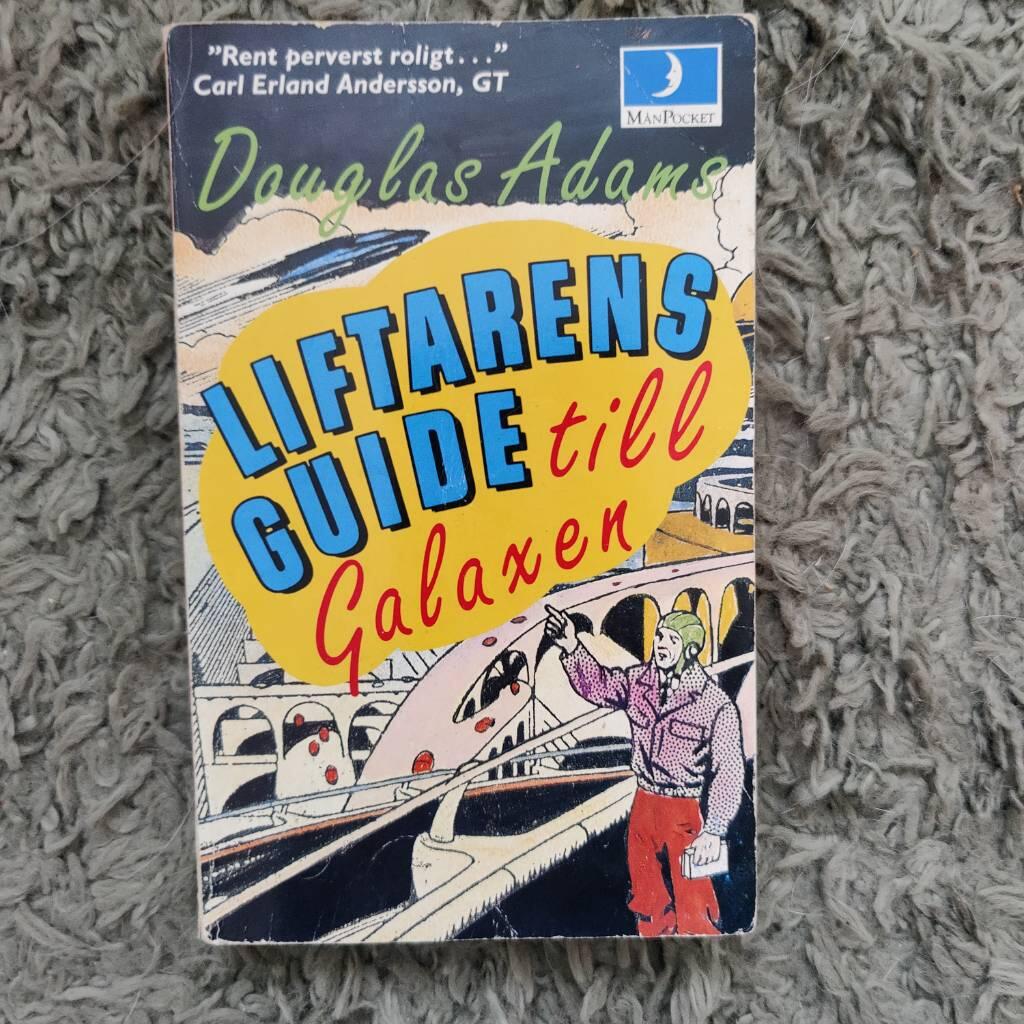 ”Rent perverst roligt...”
Carl Erland Andersson, GT
MÅNPOCKET
Douglas Adams
LIFTARENS
GUIDE till
Galaxen